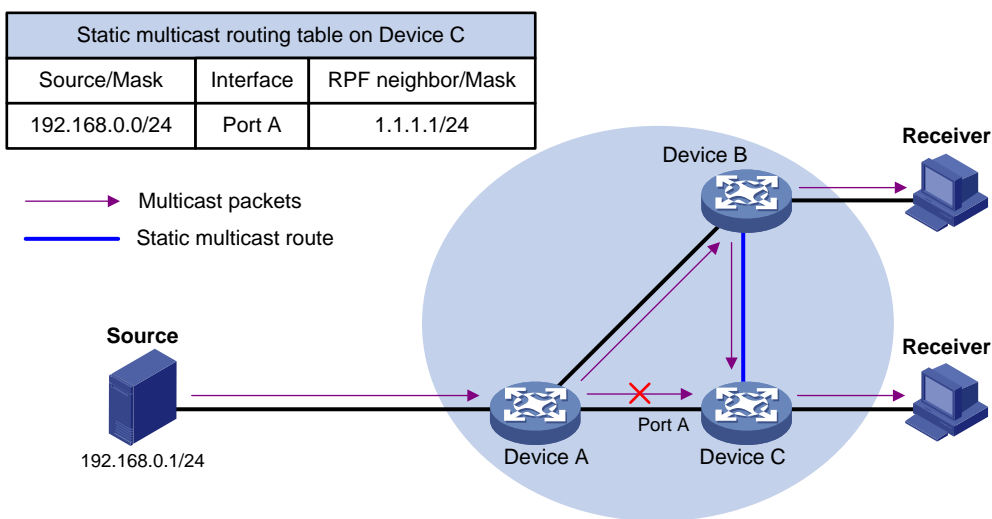 Static multicast routing table on Device C
Source/Mask Interface RPF neighbor/Mask
192.168.0.0/24 Port A 1.1.1.1/24
Multicast packets
Static multicast route
Receiver
Device B
Source
192.168.0.1/24
Receiver
Port A
Device A
Device C